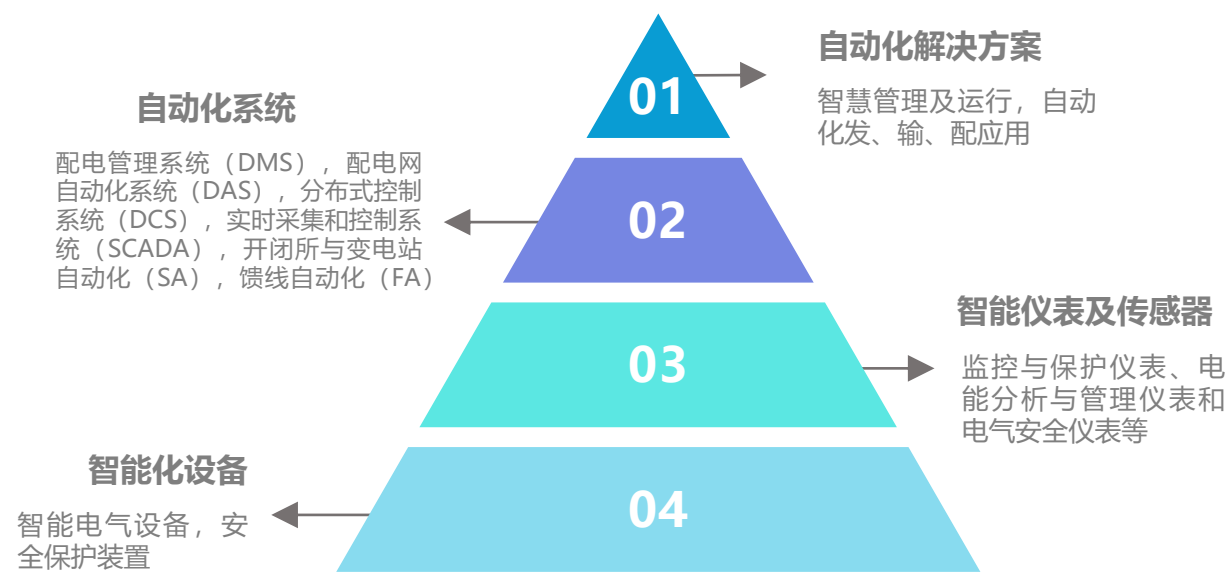 01
自动化解决方案
智慧管理及运行，自动
化发、输、配应用
自动化系统
配电管理系统（DMS），配电网
自动化系统（DAS），分布式控制
系统（DCS），实时采集和控制系
统（SCADA），开闭所与变电站
自动化（SA），馈线自动化（FA）
02
智能仪表及传感器
监控与保护仪表、电
能分析与管理仪表和
电气安全仪表等
03
智能化设备
智能电气设备，安
全保护装置
04